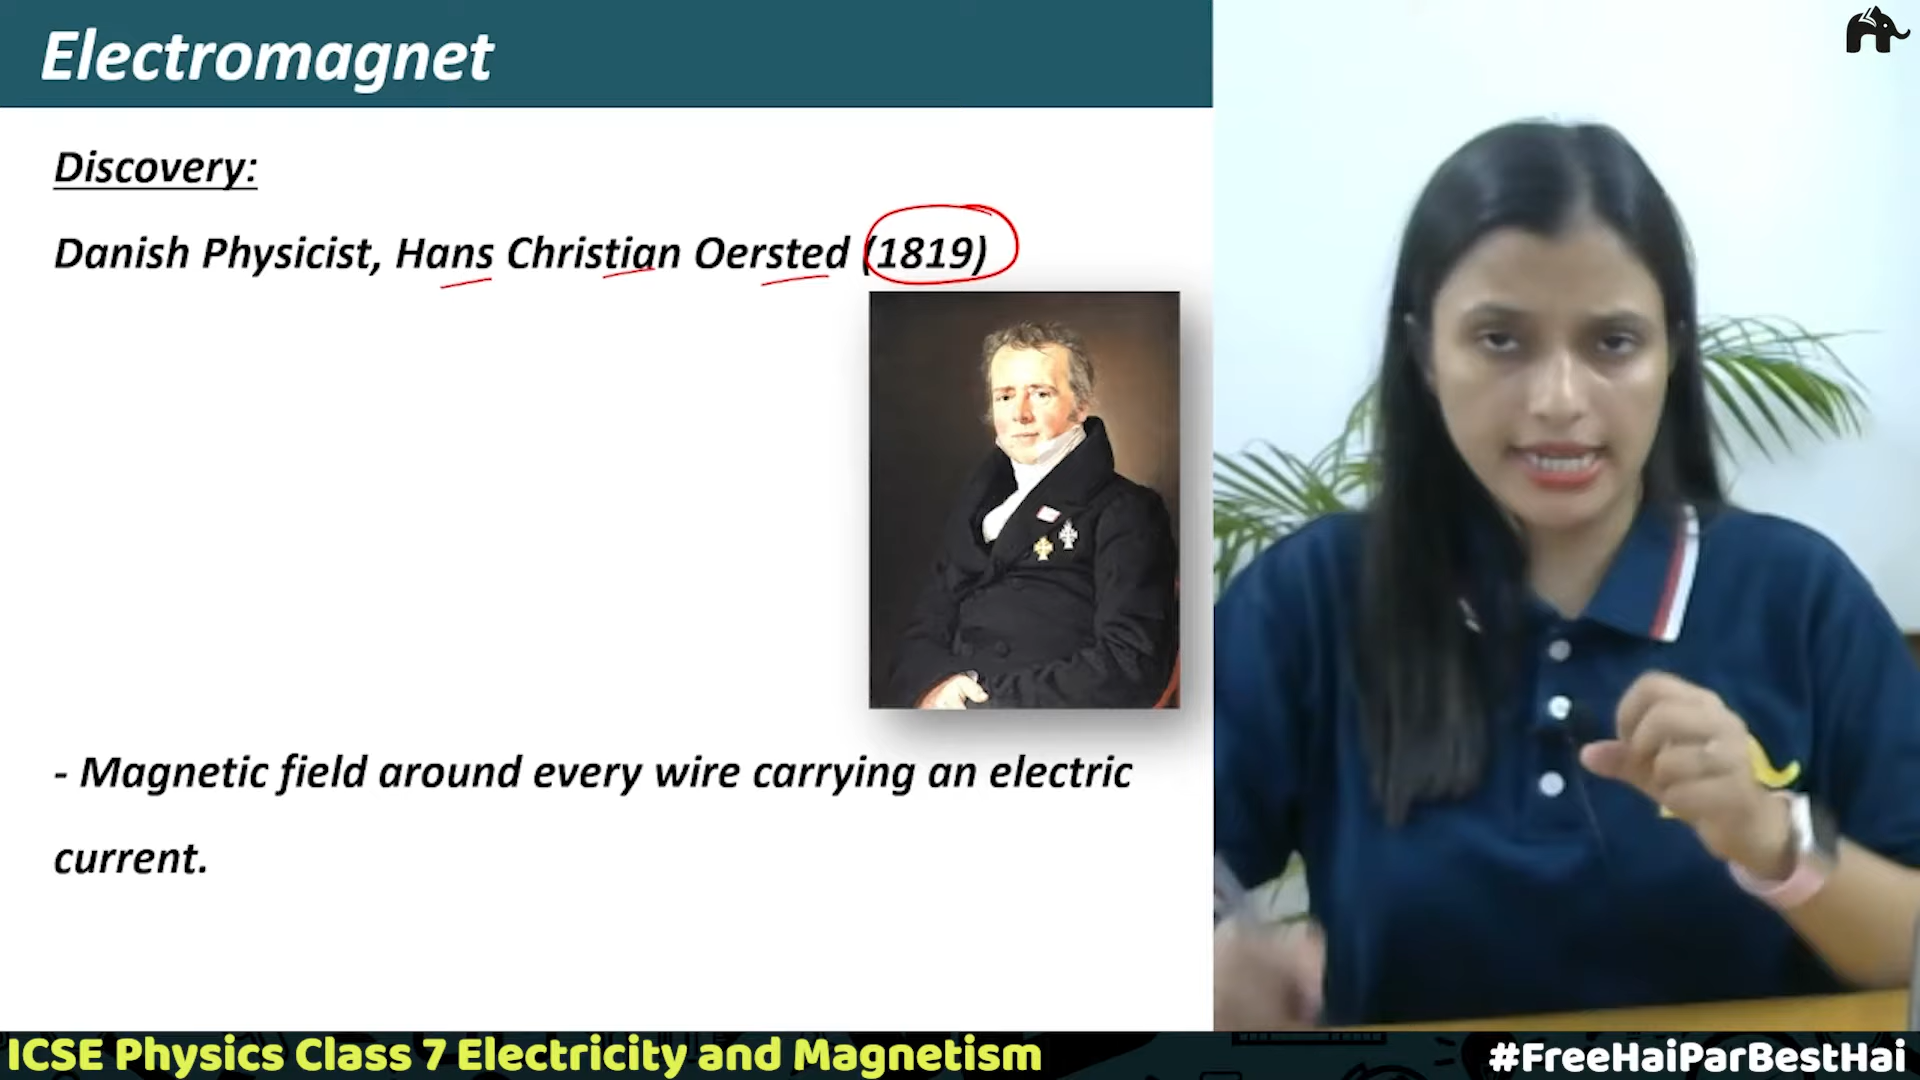 Electromagnet
Discovery:
Danish Physicist, Hans Christian Oersted (1819)
- Magnetic field around every wire carrying an electric
current.
ICSE Physics Class 7 Electricity and Magnetism
#FreeHaiParBestHai